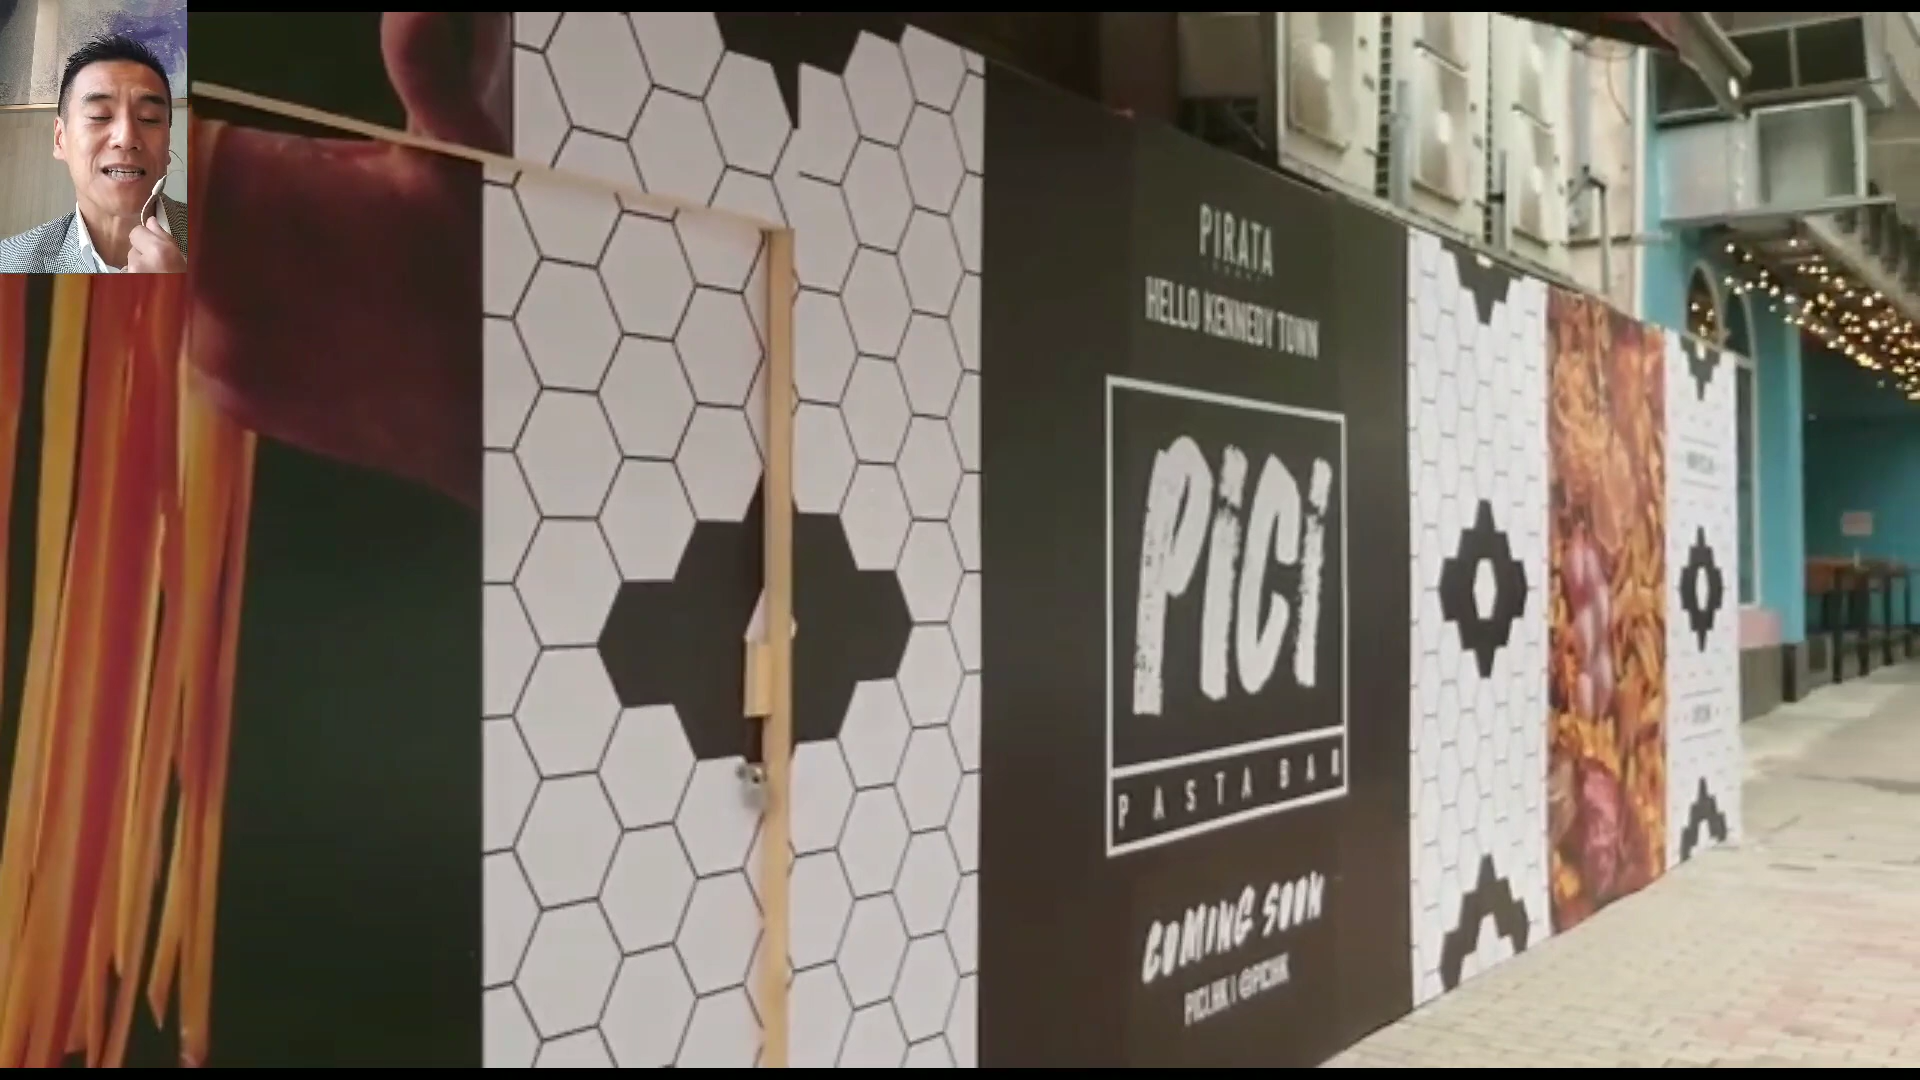 PIRATA
HELLO KENNEDY TOWN
PiCi
PASTA BAR
COMING SOON
PICI.HK | @PICIHK